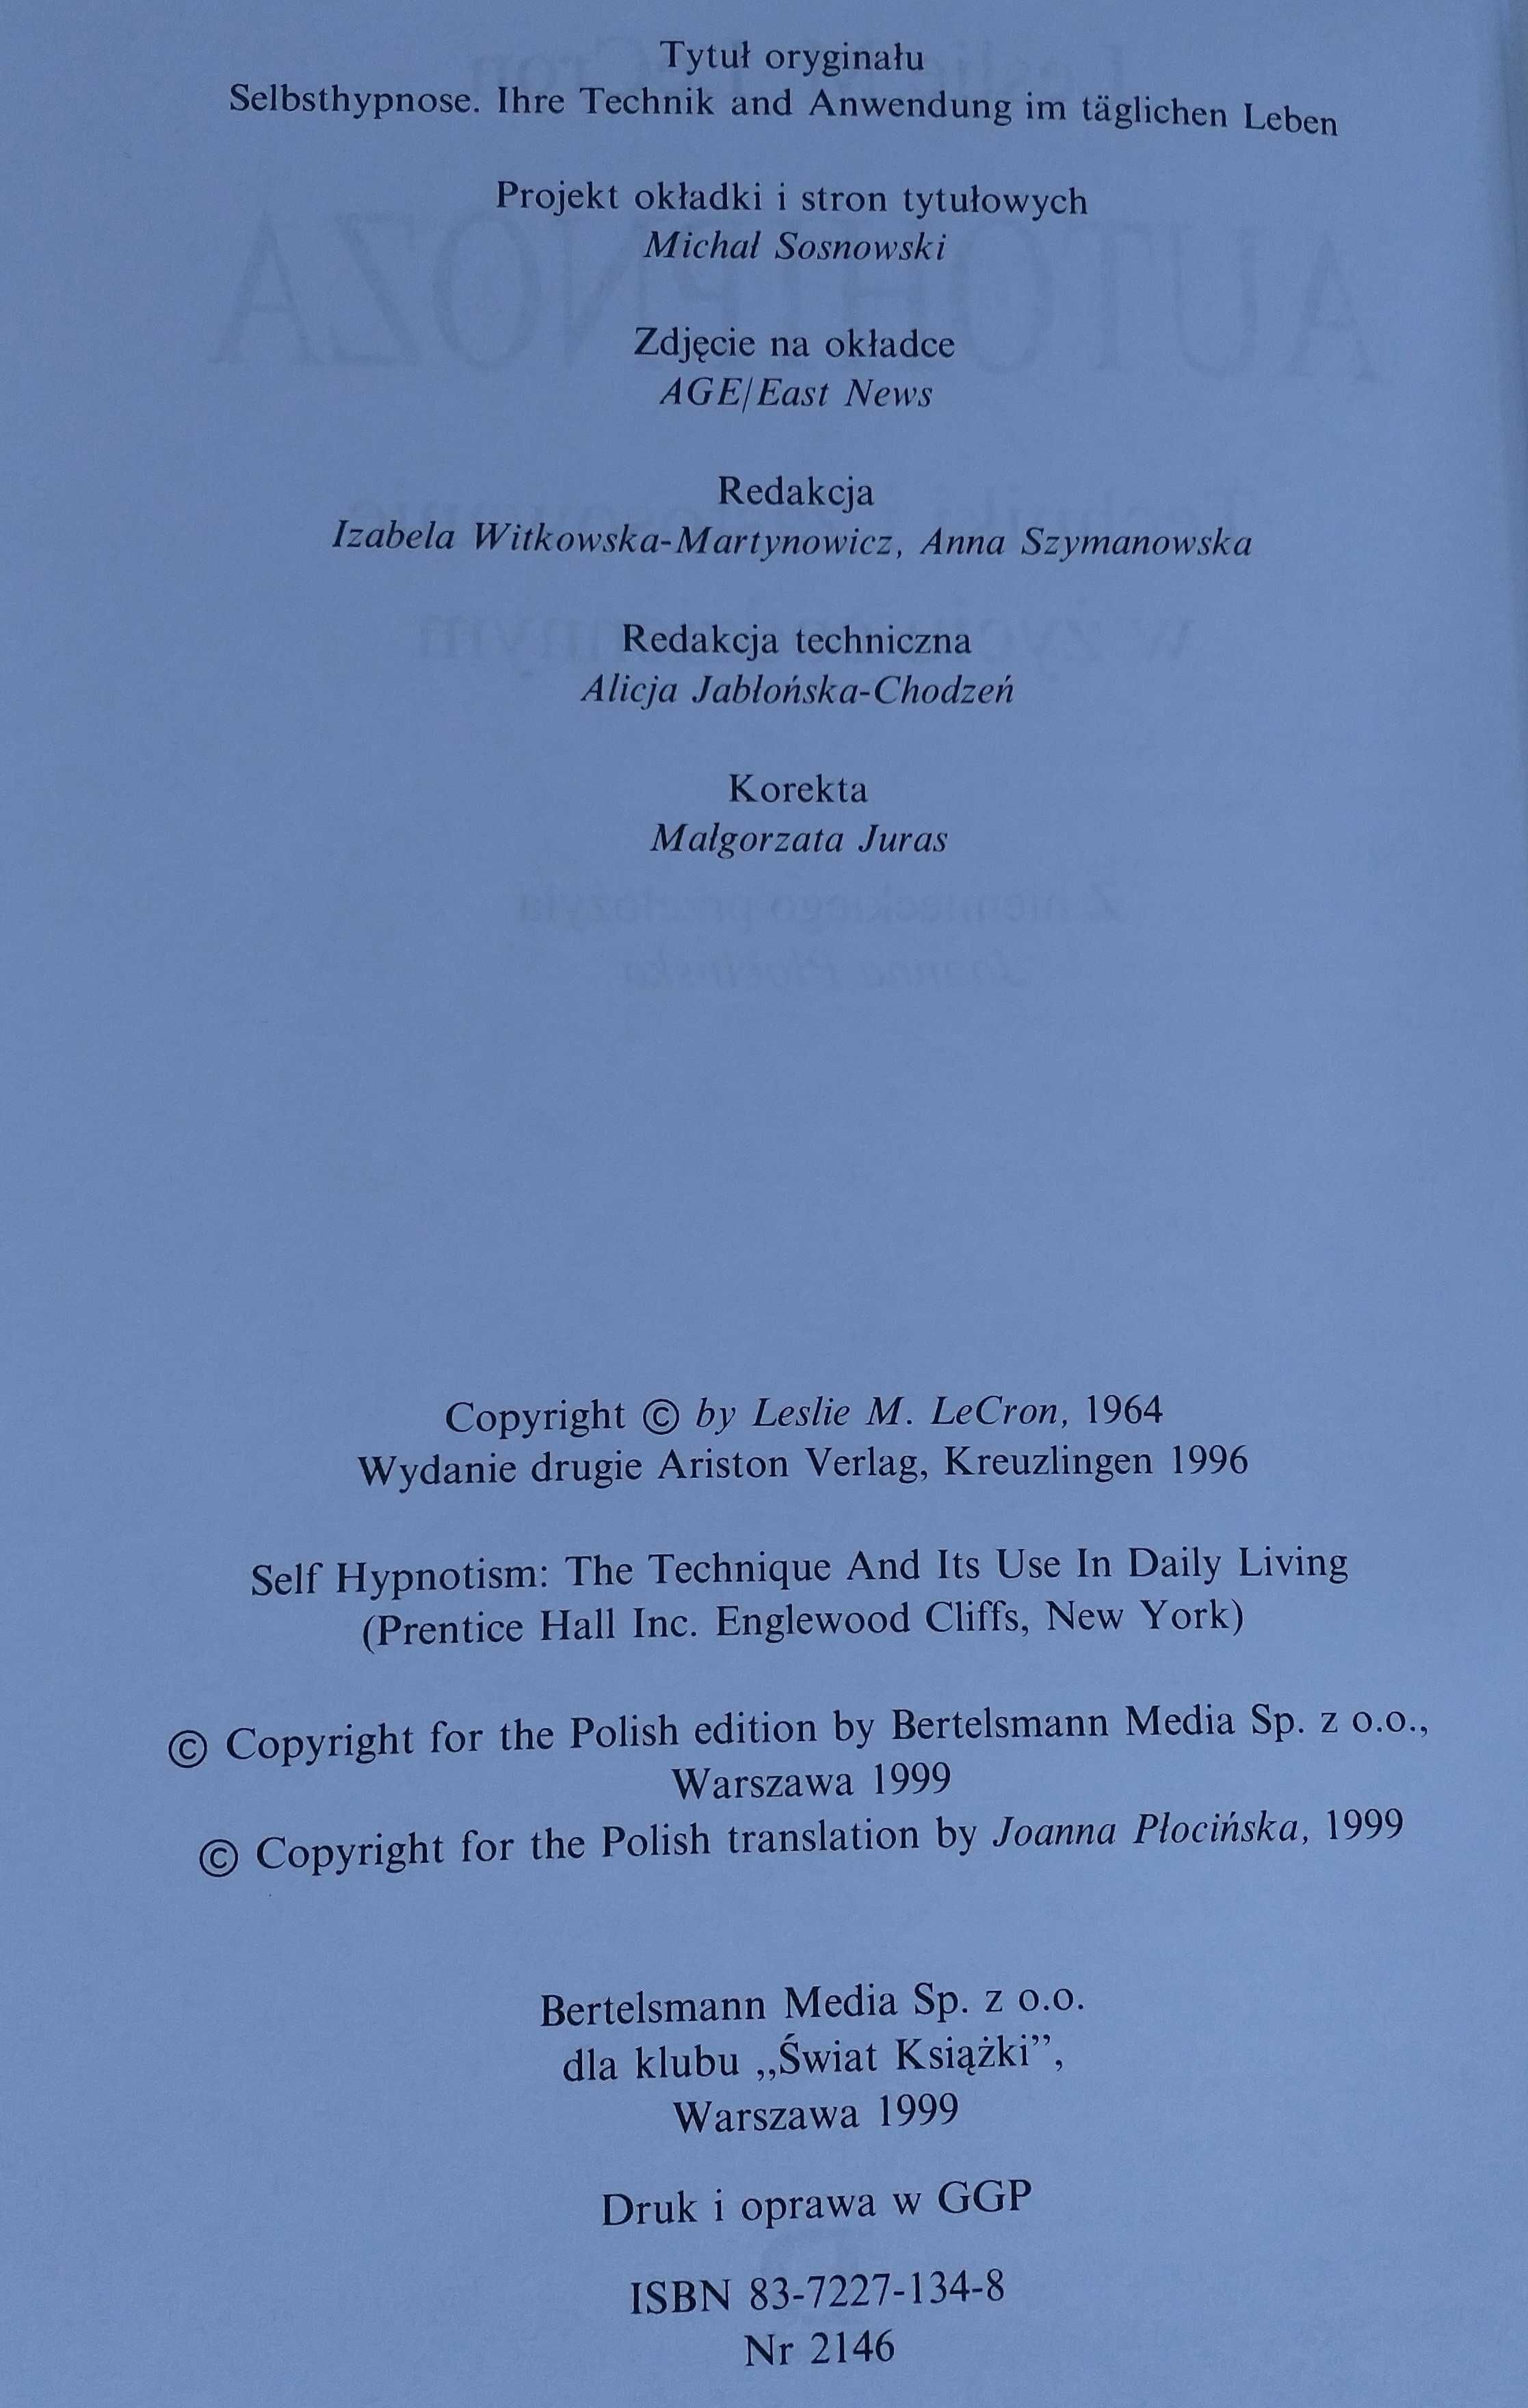 Tytuł oryginału
Selbsthypnose. Ihre Technik and Anwendung im täglichen Leben
Projekt okładki i stron tytułowych
Michał Sosnowski
Zdjęcie na okładce
AGE/East News
Redakcja
Izabela Witkowska-Martynowicz, Anna Szymanowska
Redakcja techniczna
Alicja Jabłońska-Chodzeń
Korekta
Małgorzata Juras
Copyright © by Leslie M. LeCron, 1964
Wydanie drugie Ariston Verlag, Kreuzlingen 1996
Self Hypnotism: The Technique And Its Use In Daily Living
(Prentice Hall Inc. Englewood Cliffs, New York)
© Copyright for the Polish edition by Bertelsmann Media Sp. z o.o.,
Warszawa 1999
© Copyright for the Polish translation by Joanna Płocińska, 1999
Bertelsmann Media Sp. z o.o.
dla klubu „Świat Książki”,
Warszawa 1999
Druk i oprawa w GGP
ISBN 83-7227-134-8
Nr 2146